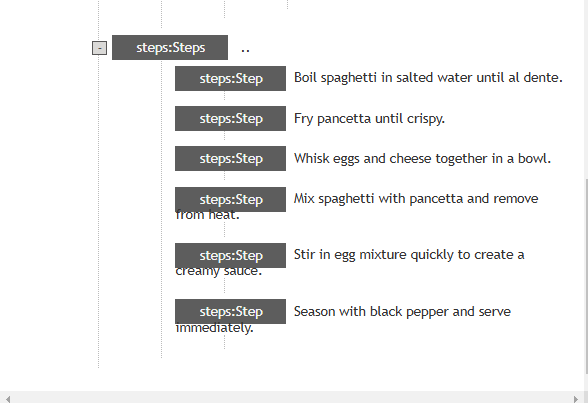 - steps:Steps ..
steps:Step Boil spaghetti in salted water until al dente.
steps:Step Fry pancetta until crispy.
steps:Step Whisk eggs and cheese together in a bowl.
steps:Step Mix spaghetti with pancetta and remove
from heat.
steps:Step Stir in egg mixture quickly to create a
creamy sauce.
steps:Step Season with black pepper and serve
immediately.